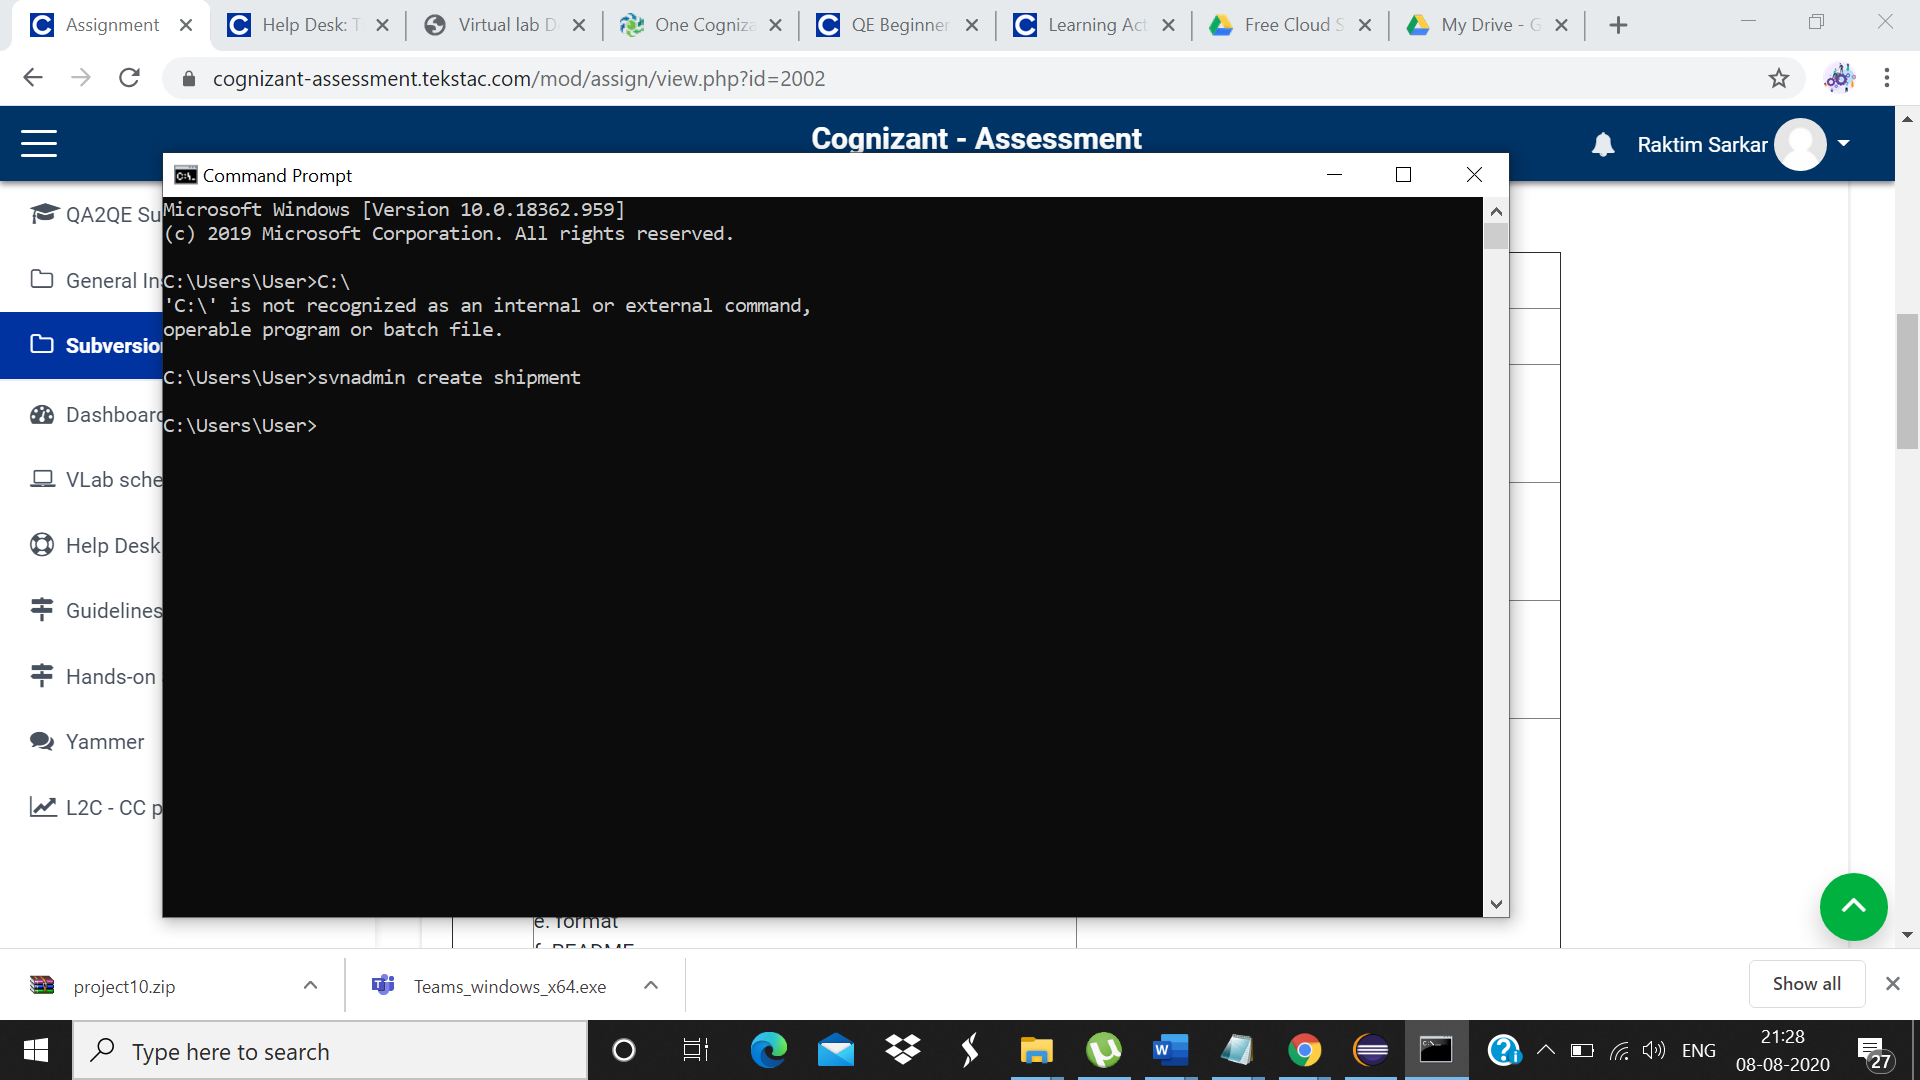 Assignment
Help Desk: T
Virtual lab D
One Cogniza
QE Beginner
Learning Act
Free Cloud S
My Drive - G
cognizant-assessment.tekstac.com/mod/assign/view.php?id=2002
Cognizant - Assessment
Raktim Sarkar
QA2QE Su
General Ins
Subversion
Dashboard
VLab sche
Help Desk
Guidelines
Hands-on
Yammer
L2C - CC p
Command Prompt
Microsoft Windows [Version 10.0.18362.959]
(c) 2019 Microsoft Corporation. All rights reserved.
C:\Users\User>C:\
'C:\' is not recognized as an internal or external command,
operable program or batch file.
C:\Users\User>svnadmin create shipment
C:\Users\User>
e. format
f. README
project10.zip
Teams_windows_x64.exe
Show all
Type here to search
ENG
21:28
08-08-2020
27